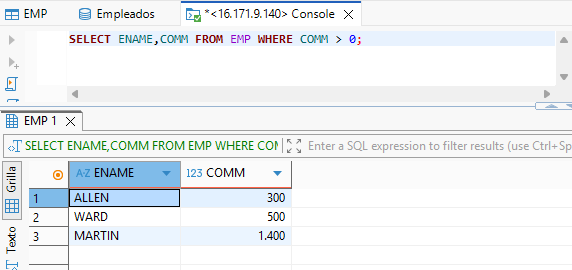 EMP Empleados *<16.171.9.140> Console
SELECT ENAME,COMM FROM EMP WHERE COMM > 0;
EMP 1
SELECT ENAME,COMM FROM EMP WHERE COM Enter a SQL expression to filter results (use Ctrl+Sp
Grilla
Texto
A-Z ENAME 123 COMM
1 ALLEN 300
2 WARD 500
3 MARTIN 1.400